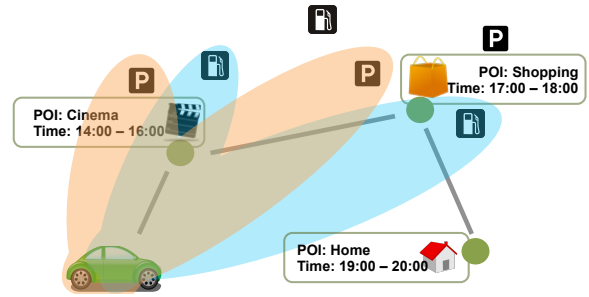 P
POI: Shopping
Time: 17:00 – 18:00
P
P
POI: Cinema
Time: 14:00 – 16:00
POI: Home
Time: 19:00 – 20:00